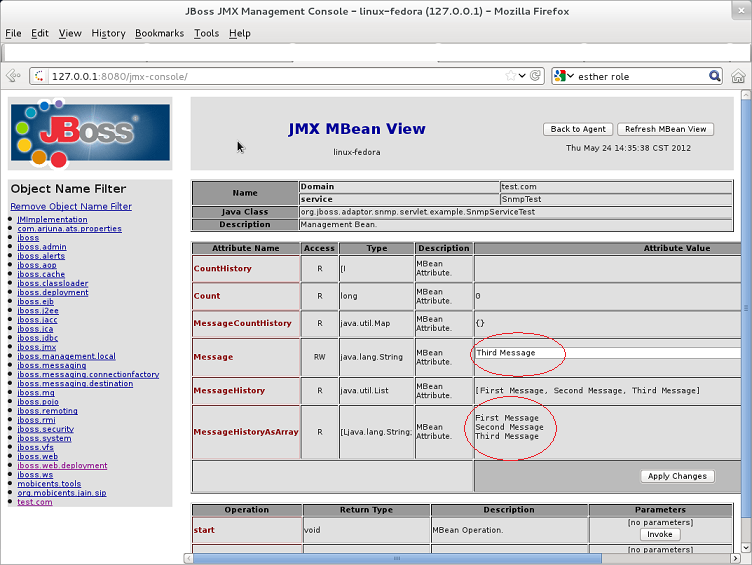 JBoss JMX Management Console - linux-fedora (127.0.0.1) - Mozilla Firefox
File Edit View History Bookmarks Tools Help
127.0.0.1:8080/jmx-console/
esther role
JBoss
JMX MBean View
linux-fedora
Back to Agent Refresh MBean View
Thu May 24 14:35:38 CST 2012
Object Name Filter
Remove Object Name Filter
JMImplementation
com.arjuna.ats.properties
jboss
jboss.admin
jboss.alerts
jboss.aop
jboss.cache
jboss.classloader
jboss.deployment
jboss.ejb
jboss.j2ee
jboss.jacc
jboss.jca
jboss.jdbc
jboss.jmx
jboss.management.local
jboss.messaging
jboss.messaging.connectionfactory
jboss.messaging.destination
jboss.mq
jboss.pojo
jboss.remoting
jboss.rmi
jboss.security
jboss.system
jboss.vfs
jboss.web
jboss.web.deployment
jboss.ws
mobicents.tools
org.mobicents.jain.sip
test.com
Name Domain test.com
service SnmpTest
Java Class org.jboss.adaptor.snmp.servlet.example.SnmpServiceTest
Description Management Bean.
Attribute Name Access Type Description Attribute Value
CountHistory R [I MBean Attribute.
Count R long MBean Attribute. 0
MessageCountHistory R java.util.Map MBean Attribute. {}
Message RW java.lang.String MBean Attribute. Third Message
MessageHistory R java.util.List MBean Attribute. [First Message, Second Message, Third Message]
MessageHistoryAsArray R [Ljava.lang.String; MBean Attribute.
First Message
Second Message
Third Message
Apply Changes
Operation Return Type Description Parameters
start void MBean Operation. [no parameters]
Invoke
[no parameters]